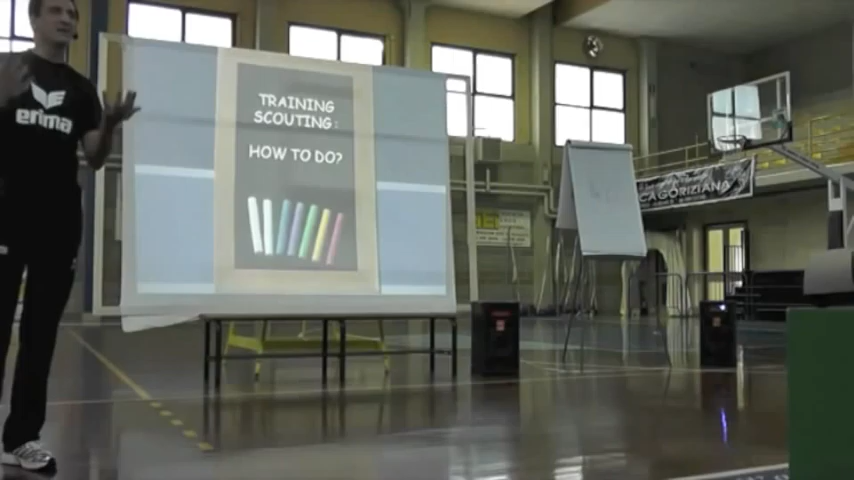 TRAINING
SCOUTING:
HOW TO DO?
erima
CAGORIZIANA